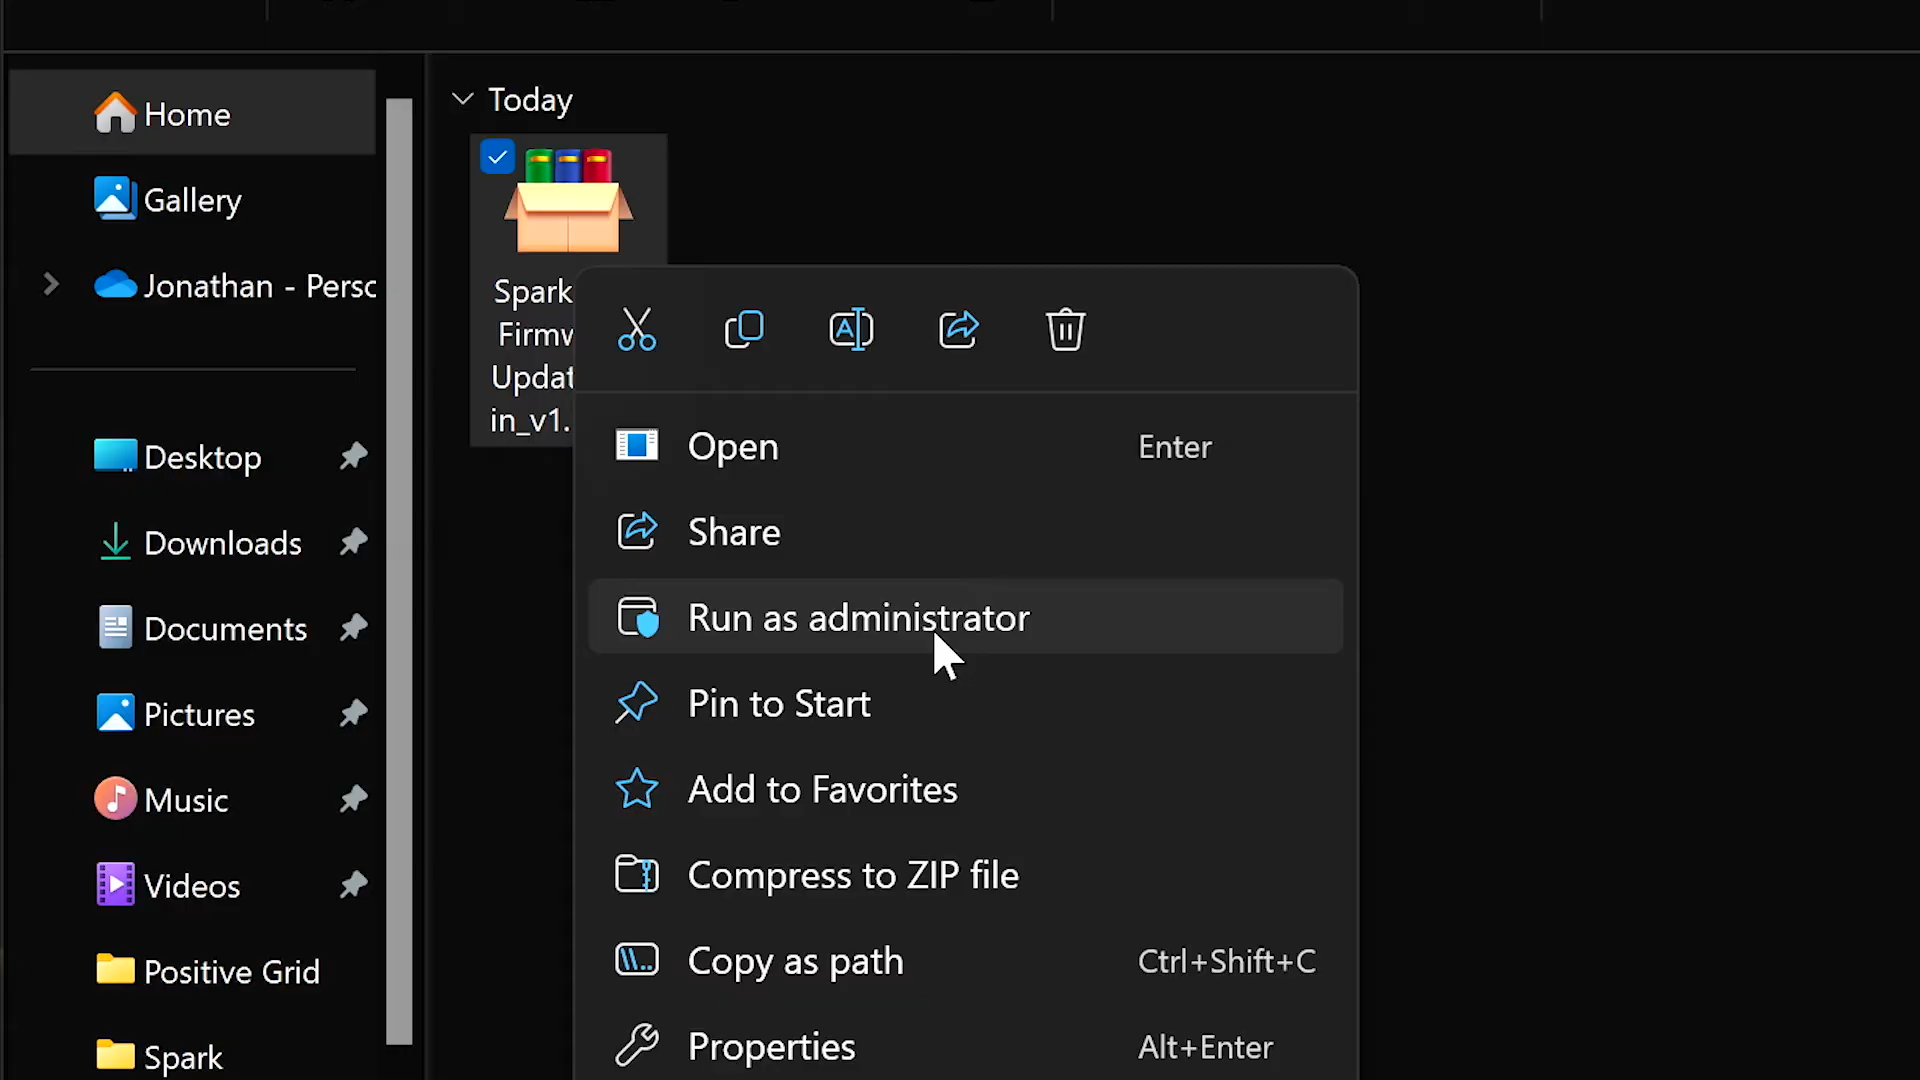 Home
Gallery
Jonathan - Perso
Desktop
Downloads
Documents
Pictures
Music
Videos
Positive Grid
Spark
Today
Spark
Firmw
Updat
in_v1.
Open Enter
Share
Run as administrator
Pin to Start
Add to Favorites
Compress to ZIP file
Copy as path Ctrl+Shift+C
Properties Alt+Enter